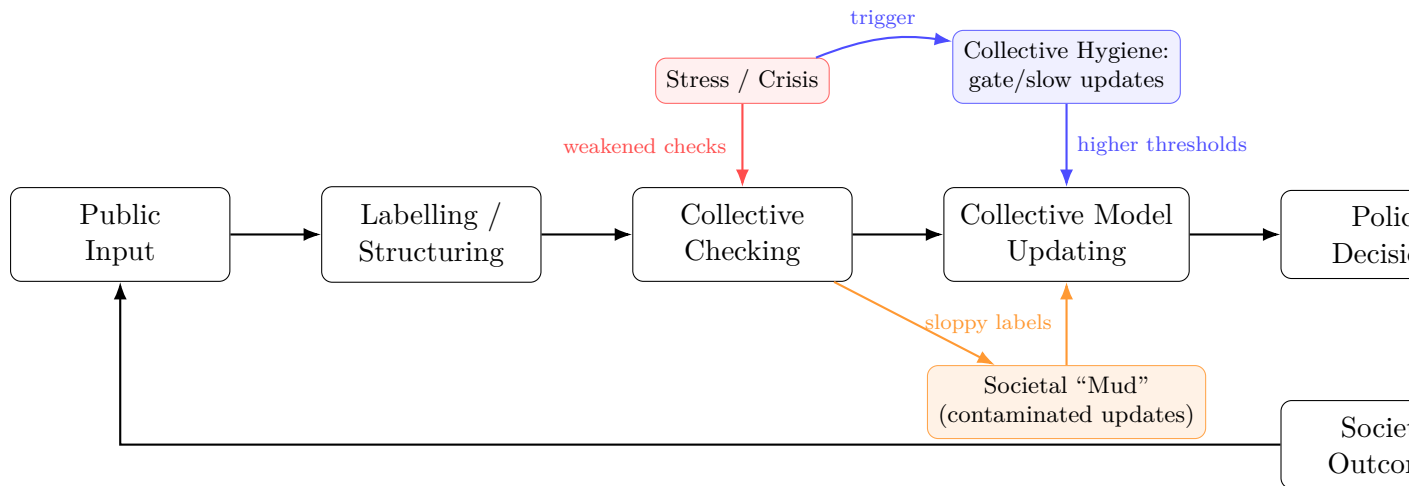 trigger
Stress / Crisis
Collective Hygiene:
gate/slow updates
weakened checks
higher thresholds
Public
Input
Labelling /
Structuring
Collective
Checking
Collective Model
Updating
sloppy labels
Societal “Mud”
(contaminated updates)